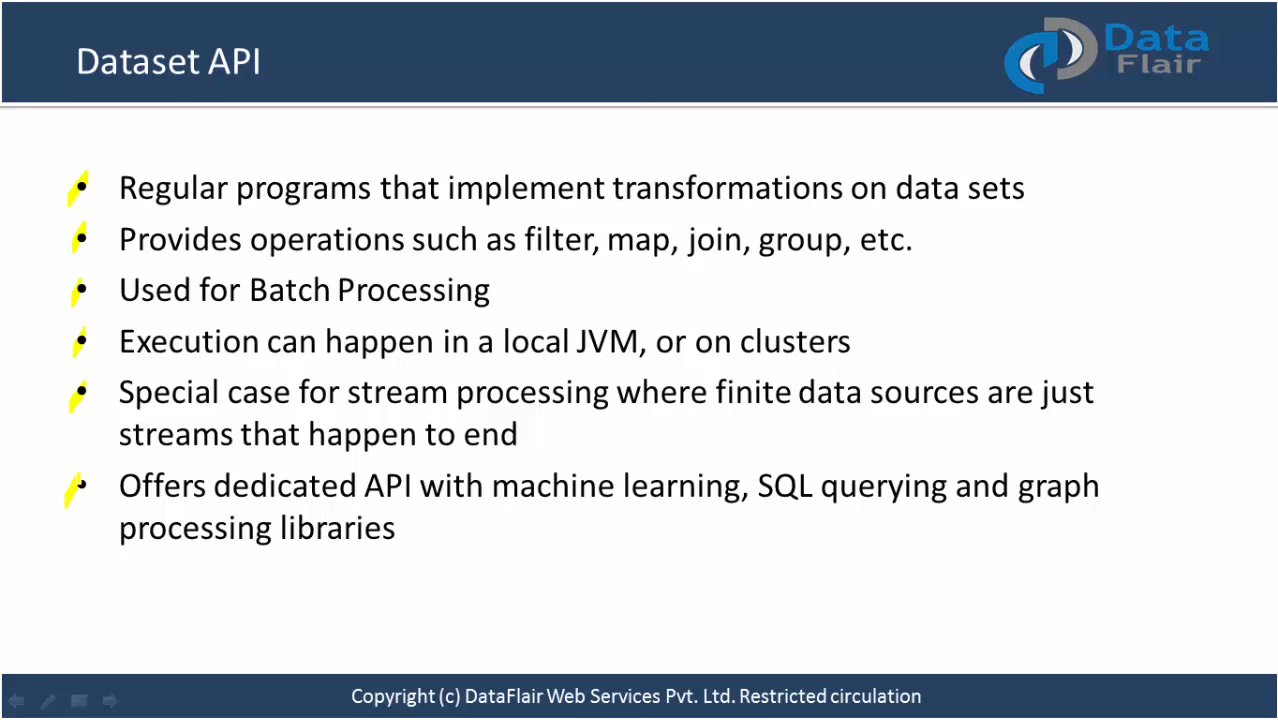 Dataset API
Data
Flair
• Regular programs that implement transformations on data sets
• Provides operations such as filter, map, join, group, etc.
• Used for Batch Processing
• Execution can happen in a local JVM, or on clusters
• Special case for stream processing where finite data sources are just
streams that happen to end
• Offers dedicated API with machine learning, SQL querying and graph
processing libraries
Copyright (c) DataFlair Web Services Pvt. Ltd. Restricted circulation